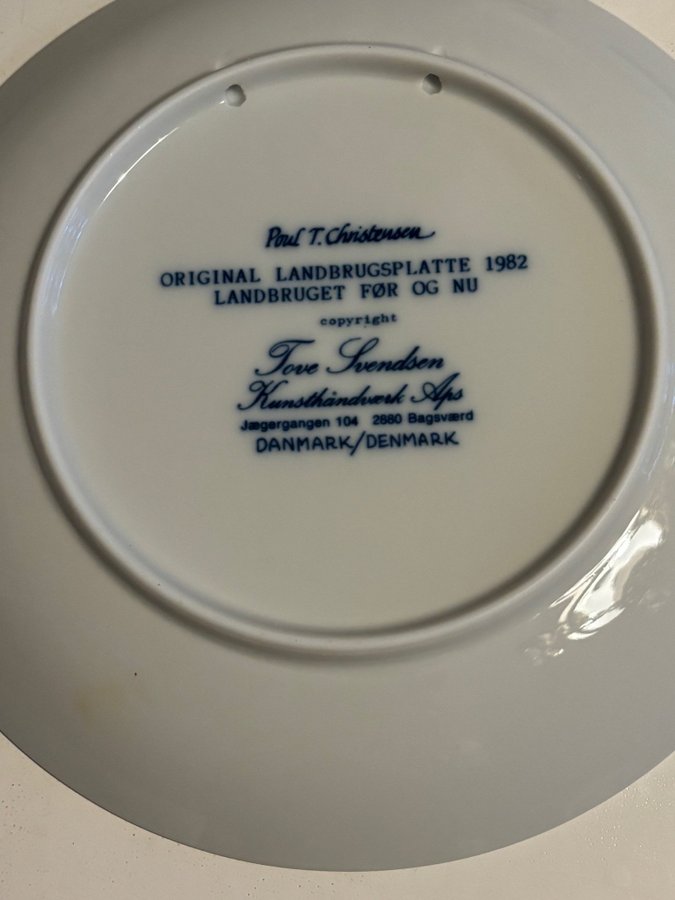 Poul T. Christensen
ORIGINAL LANDBRUGSPLATTE 1982
LANDBRUGET FØR OG NU
copyright
Tove Svendsen
Kunsthåndværk Aps
Jægergangen 104 2880 Bagsværd
DANMARK/DENMARK